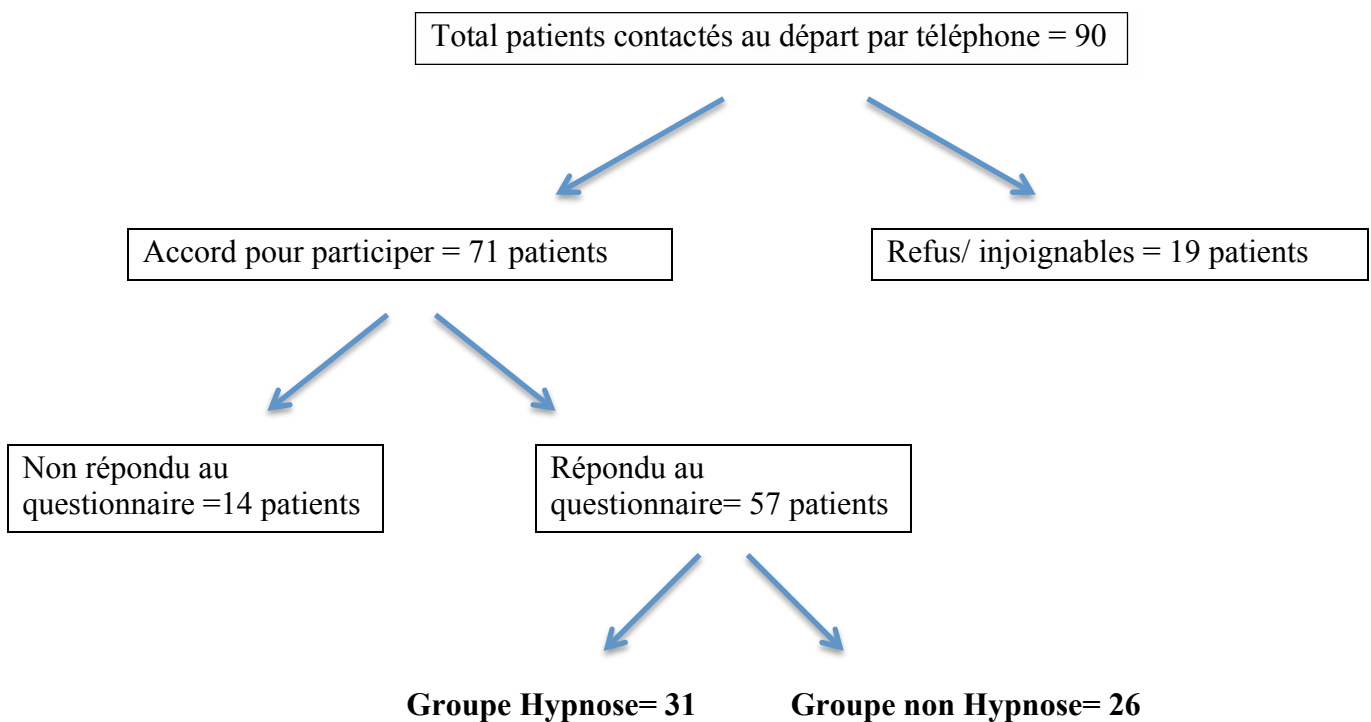 Total patients contactés au départ par téléphone = 90
Accord pour participer = 71 patients
Refus/ injoignables = 19 patients
Non répondu au
questionnaire =14 patients
Répondu au
questionnaire= 57 patients
Groupe Hypnose= 31
Groupe non Hypnose= 26